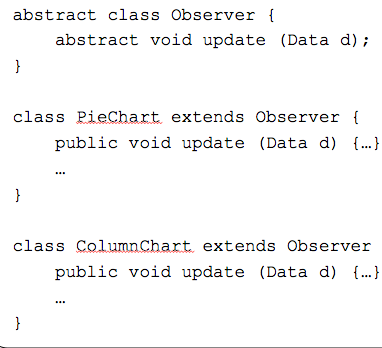 abstract class Observer {
abstract void update (Data d);
}
class PieChart extends Observer {
public void update (Data d) {…}
…
}
class ColumnChart extends Observer
public void update (Data d) {…}
…
}